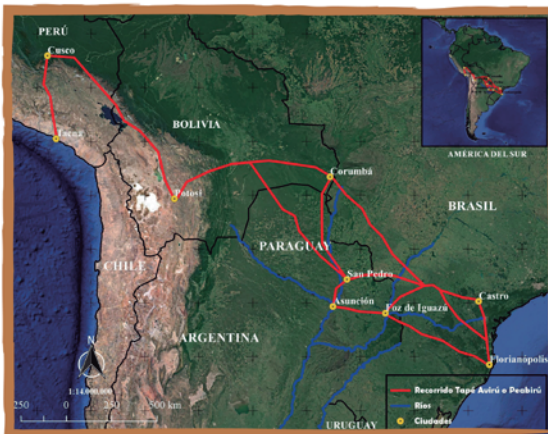 PERÚ
Cusco
Tacna
BOLIVIA
Potosí
Corumbá
AMÉRICA DEL SUR
BRASIL
PARAGUAY
CHILE
San Pedro
Asunción
Foz de Iguazú
Castro
ARGENTINA
Florianópolis
URUGUAY
N
1:14.000.000
250 0 250 500 km
Recorrido Tapé Avirú o Peabirú
Ríos
Ciudades